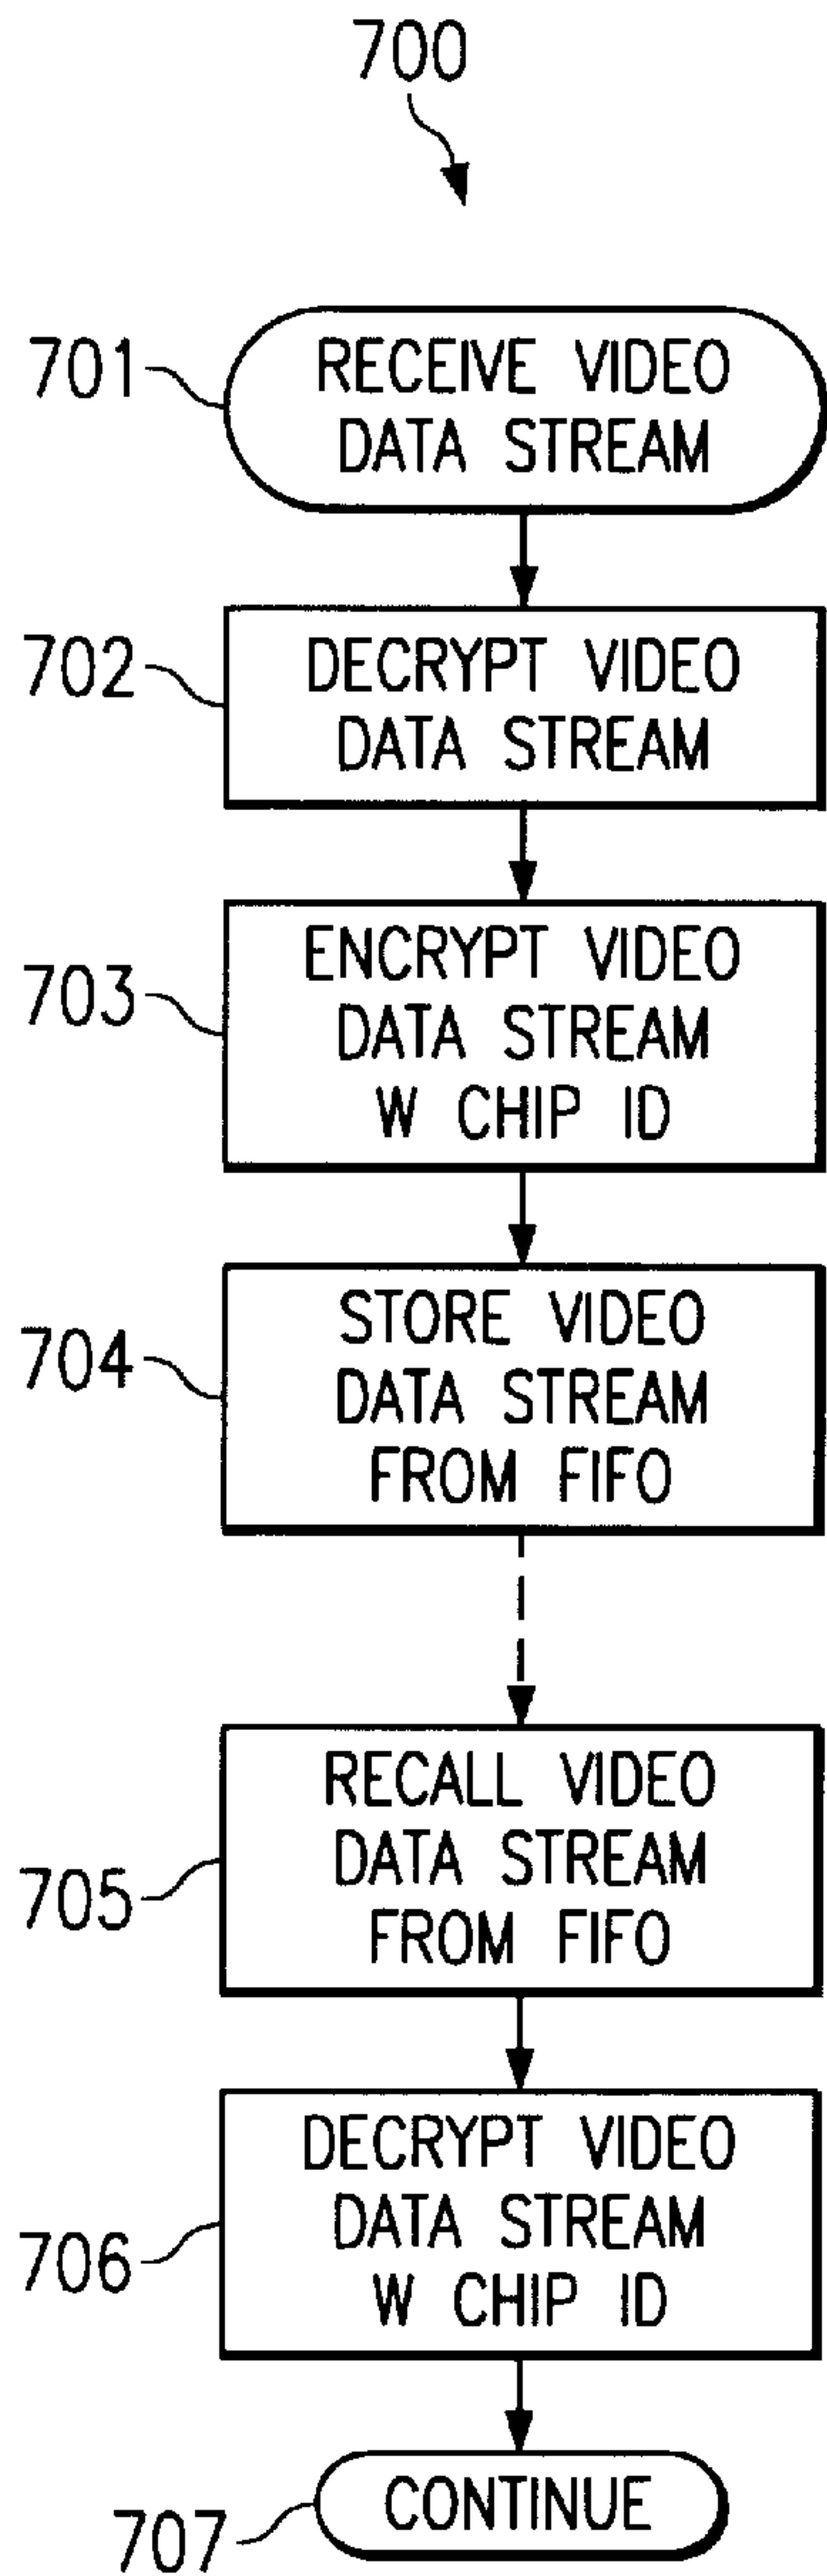 700
701
RECEIVE VIDEO
DATA STREAM
702
DECRYPT VIDEO
DATA STREAM
703
ENCRYPT VIDEO
DATA STREAM
W CHIP ID
704
STORE VIDEO
DATA STREAM
FROM FIFO
705
RECALL VIDEO
DATA STREAM
FROM FIFO
706
DECRYPT VIDEO
DATA STREAM
W CHIP ID
707
CONTINUE